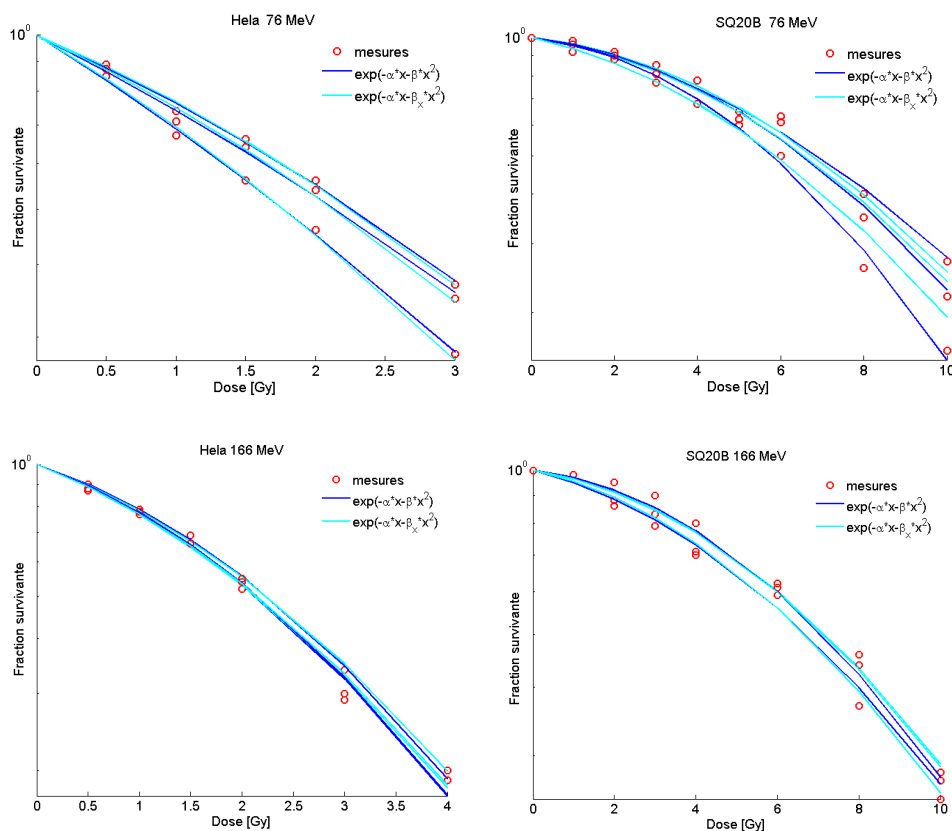 Hela 76 MeV
10^0
mesures
exp(-α*x-β*x^2)
exp(-α*x-β_x*x^2)
Fraction survivante
0 0.5 1 1.5 2 2.5 3
Dose [Gy]
SQ20B 76 MeV
10^0
mesures
exp(-α*x-β*x^2)
exp(-α*x-β_x*x^2)
Fraction survivante
0 2 4 6 8 10
Dose [Gy]
Hela 166 MeV
10^0
mesures
exp(-α*x-β*x^2)
exp(-α*x-β_x*x^2)
Fraction survivante
0 0.5 1 1.5 2 2.5 3 3.5 4
Dose [Gy]
SQ20B 166 MeV
10^0
mesures
exp(-α*x-β*x^2)
exp(-α*x-β_x*x^2)
Fraction survivante
0 2 4 6 8 10
Dose [Gy]